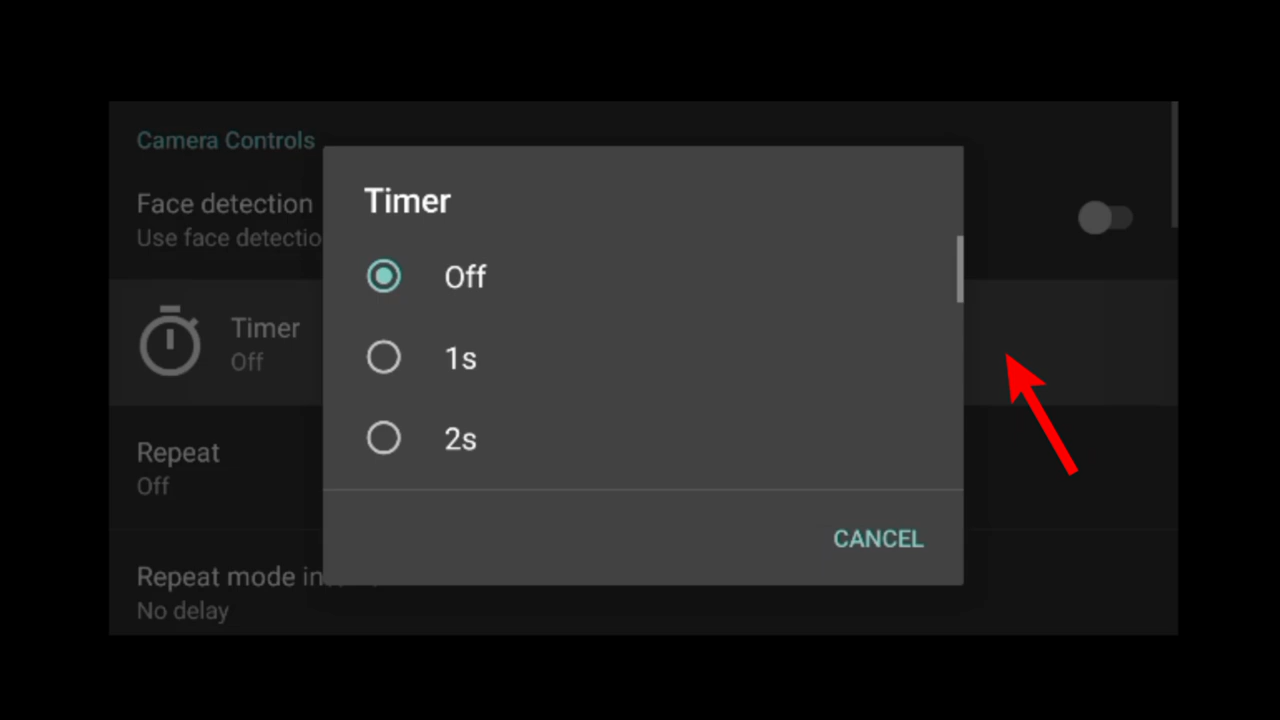 Camera Controls
Face detection
Use face detectio
Timer
Off
Repeat
Off
Repeat mode in
No delay
Timer
Off
1s
2s
CANCEL